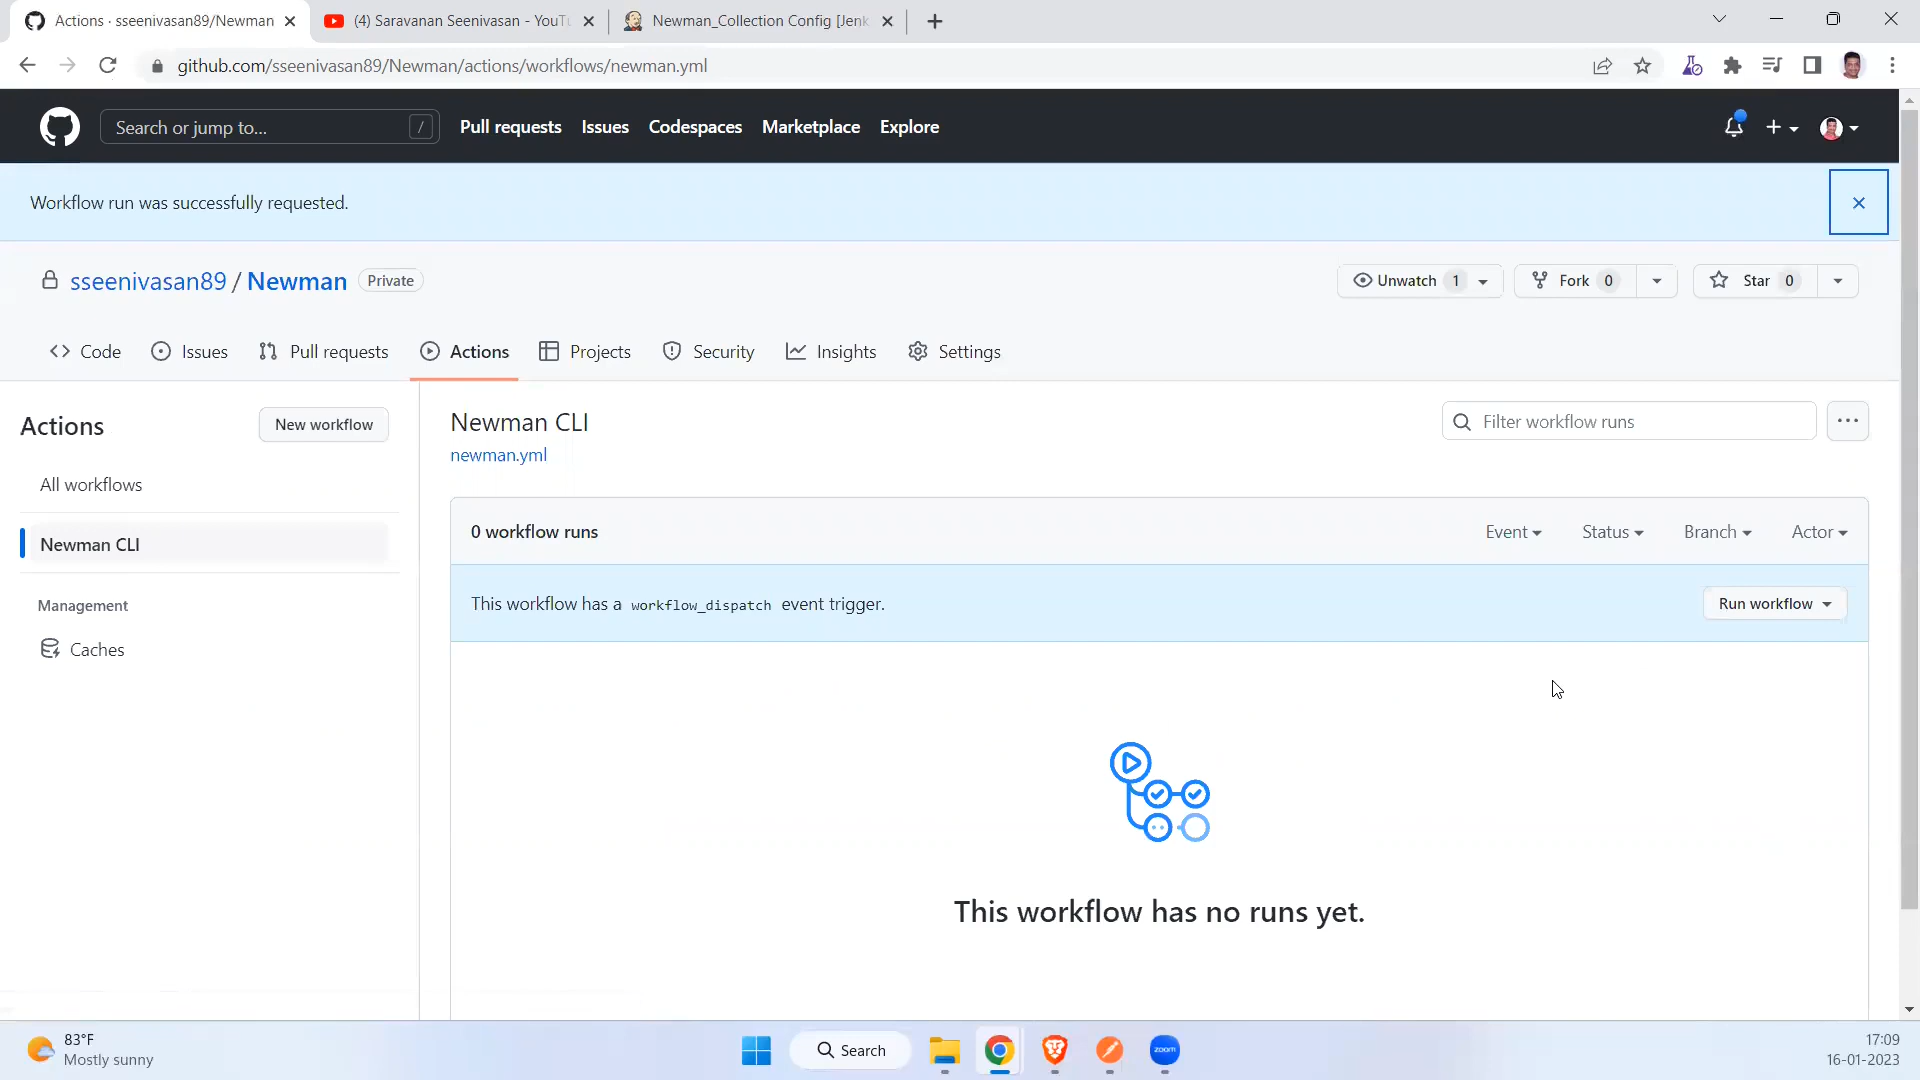 Actions · sseenivasan89/Newman
(4) Saravanan Seenivasan - YouTu
Newman_Collection Config [Jenk
github.com/sseenivasan89/Newman/actions/workflows/newman.yml
Search or jump to...
/
Pull requests
Issues
Codespaces
Marketplace
Explore
Workflow run was successfully requested.
sseenivasan89 / Newman Private
Unwatch 1
Fork 0
Star 0
Code
Issues
Pull requests
Actions
Projects
Security
Insights
Settings
Actions
New workflow
All workflows
Newman CLI
Management
Caches
Newman CLI
newman.yml
Filter workflow runs
0 workflow runs
Event
Status
Branch
Actor
This workflow has a workflow_dispatch event trigger.
Run workflow
This workflow has no runs yet.
83°F
Mostly sunny
Search
zoom
17:09
16-01-2023